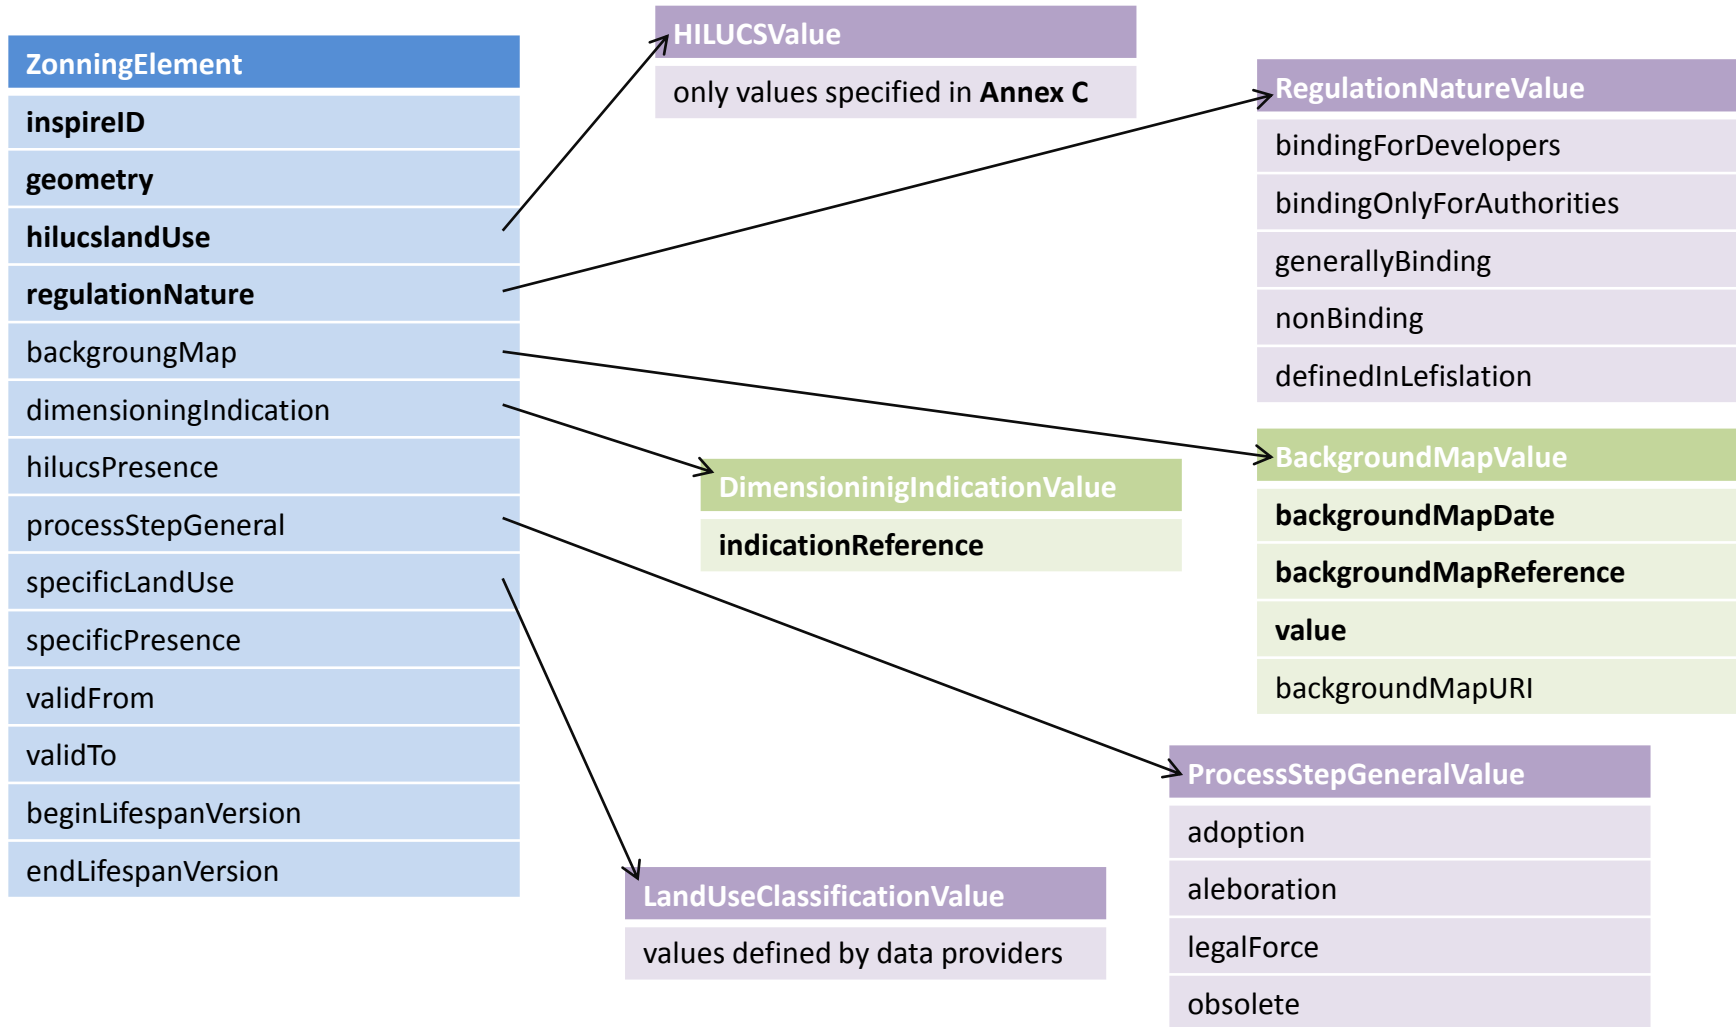 ZonningElement
inspireID
geometry
hilucslandUse
regulationNature
backgroungMap
dimensioningIndication
hilucsPresence
processStepGeneral
specificLandUse
specificPresence
validFrom
validTo
beginLifespanVersion
endLifespanVersion
HILUCSValue
only values specified in Annex C
RegulationNatureValue
bindingForDevelopers
bindingOnlyForAuthorities
generallyBinding
nonBinding
definedInLefislation
DimensioninigIndicationValue
indicationReference
BackgroundMapValue
backgroundMapDate
backgroundMapReference
value
backgroundMapURI
LandUseClassificationValue
values defined by data providers
ProcessStepGeneralValue
adoption
aleboration
legalForce
obsolete